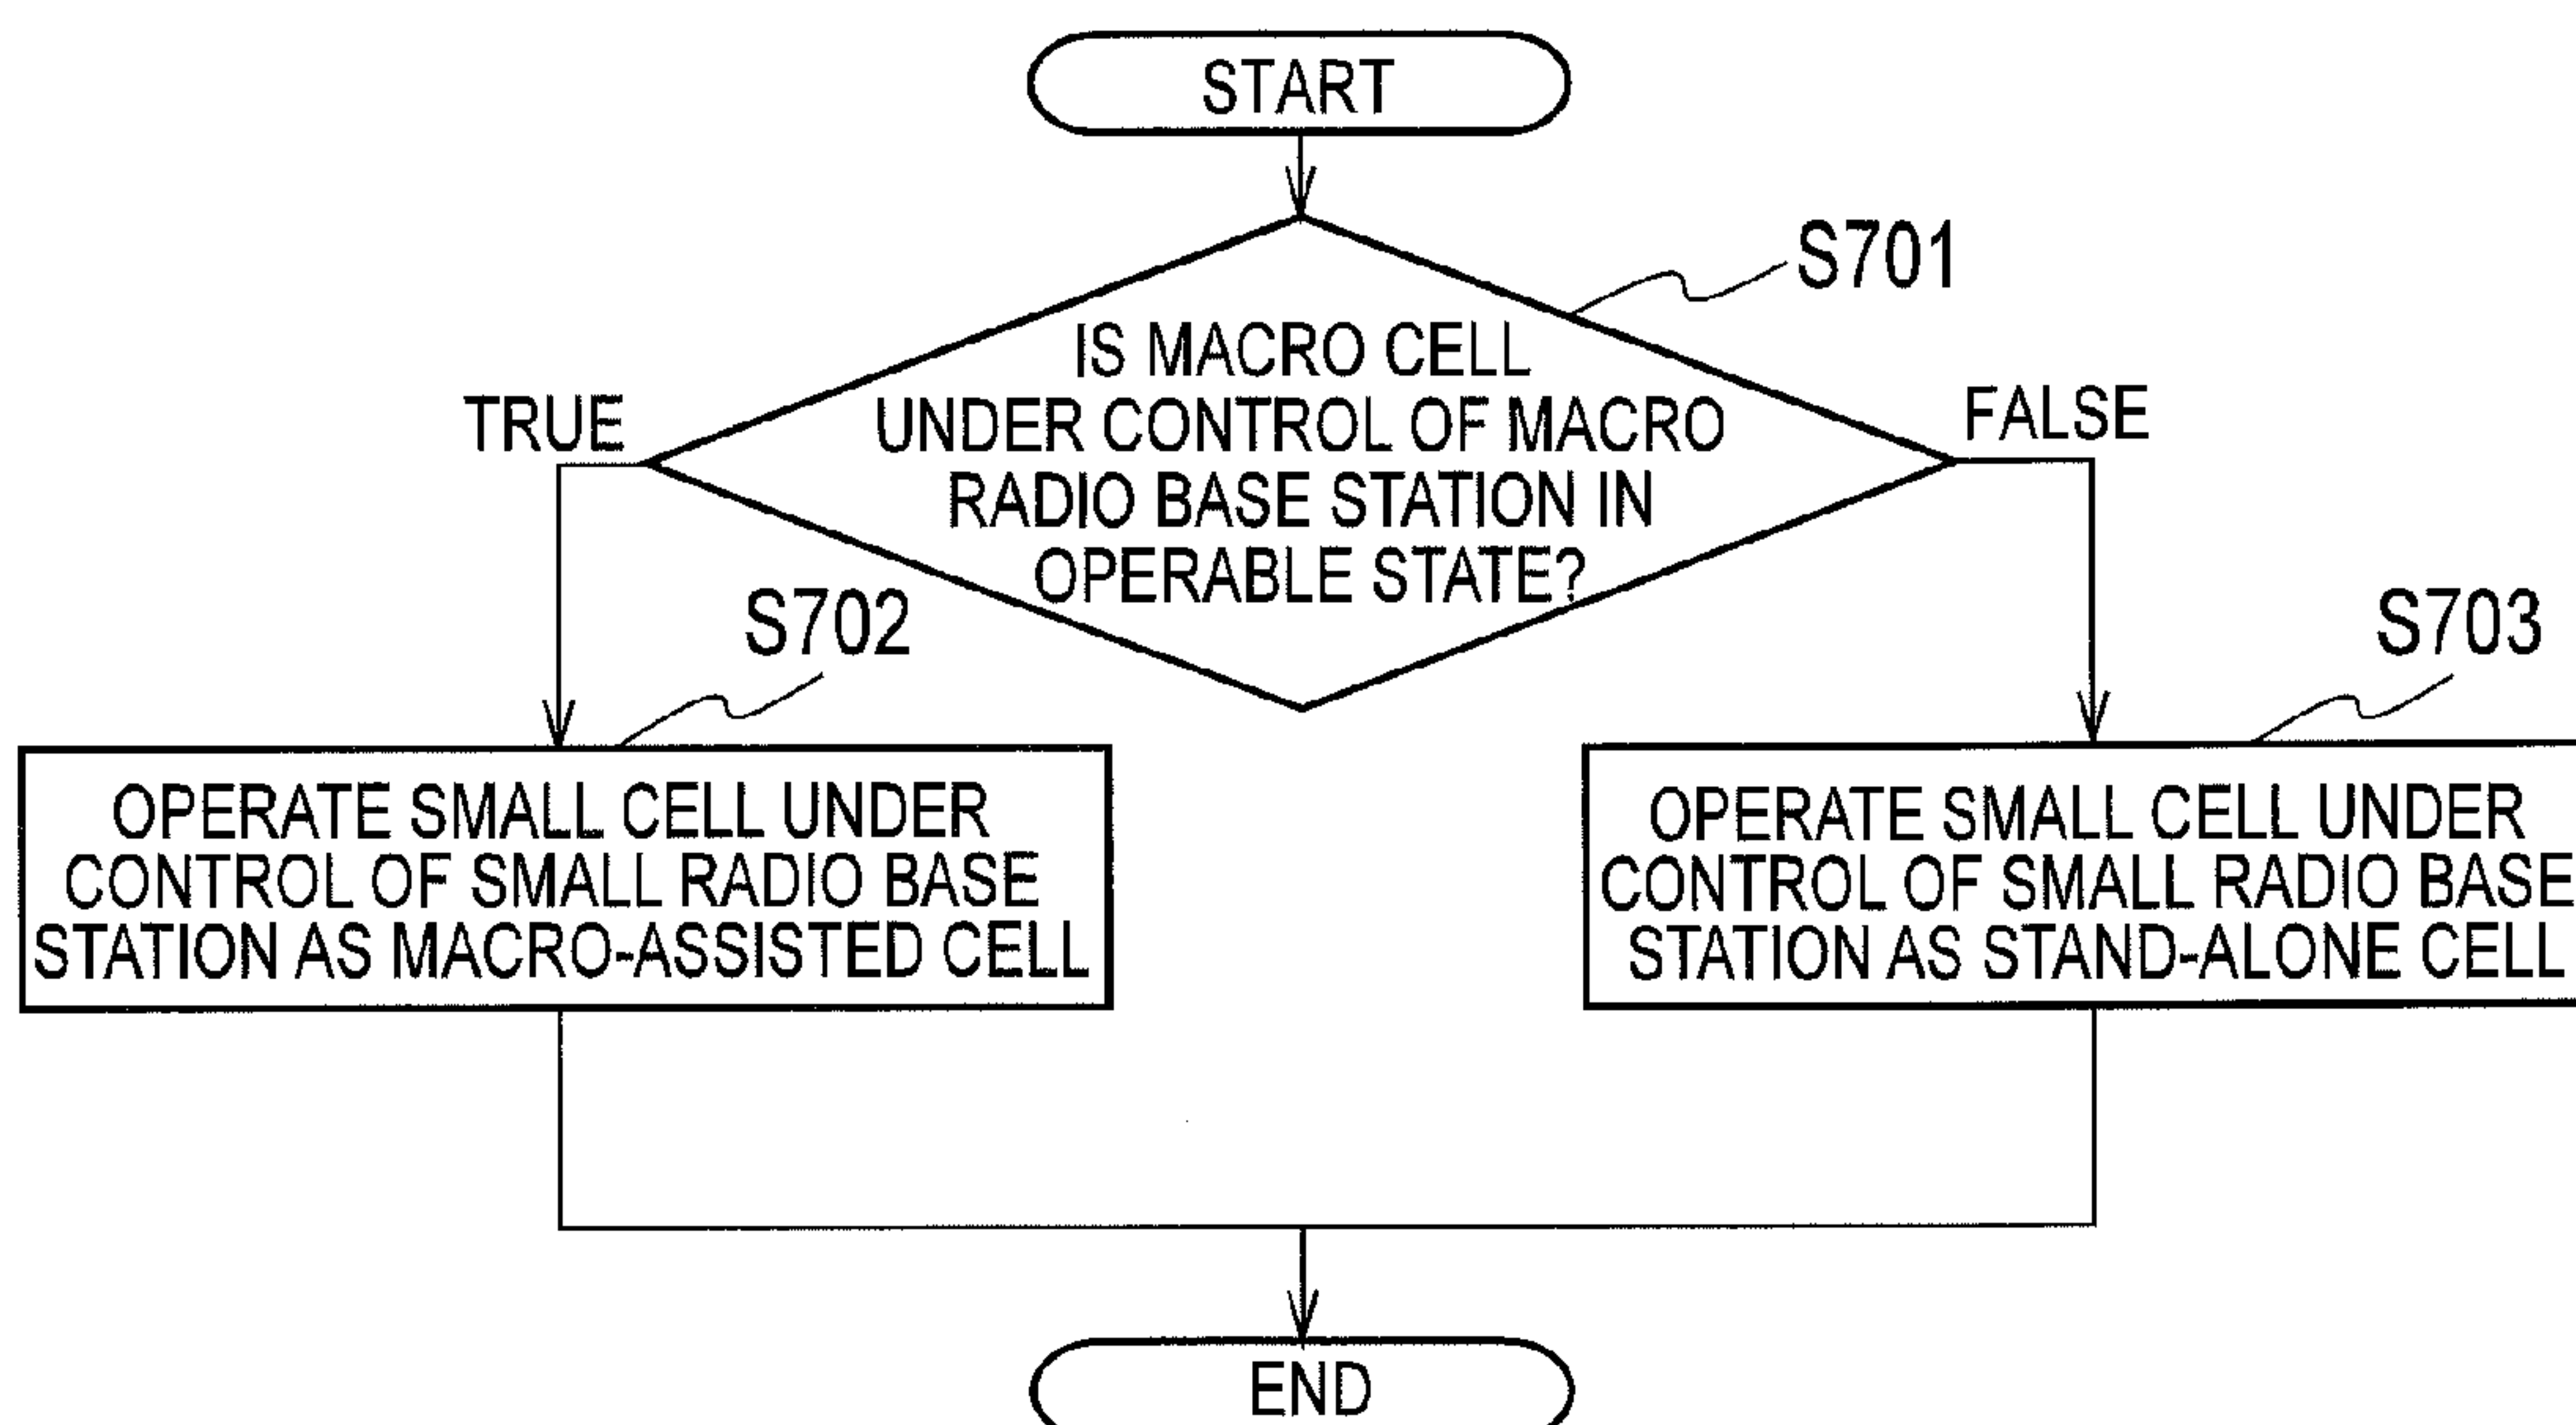 START
S701
IS MACRO CELL
UNDER CONTROL OF MACRO
RADIO BASE STATION IN
OPERABLE STATE?
TRUE
FALSE
S702
S703
OPERATE SMALL CELL UNDER
CONTROL OF SMALL RADIO BASE
STATION AS MACRO-ASSISTED CELL
OPERATE SMALL CELL UNDER
CONTROL OF SMALL RADIO BASE
STATION AS STAND-ALONE CELL
END